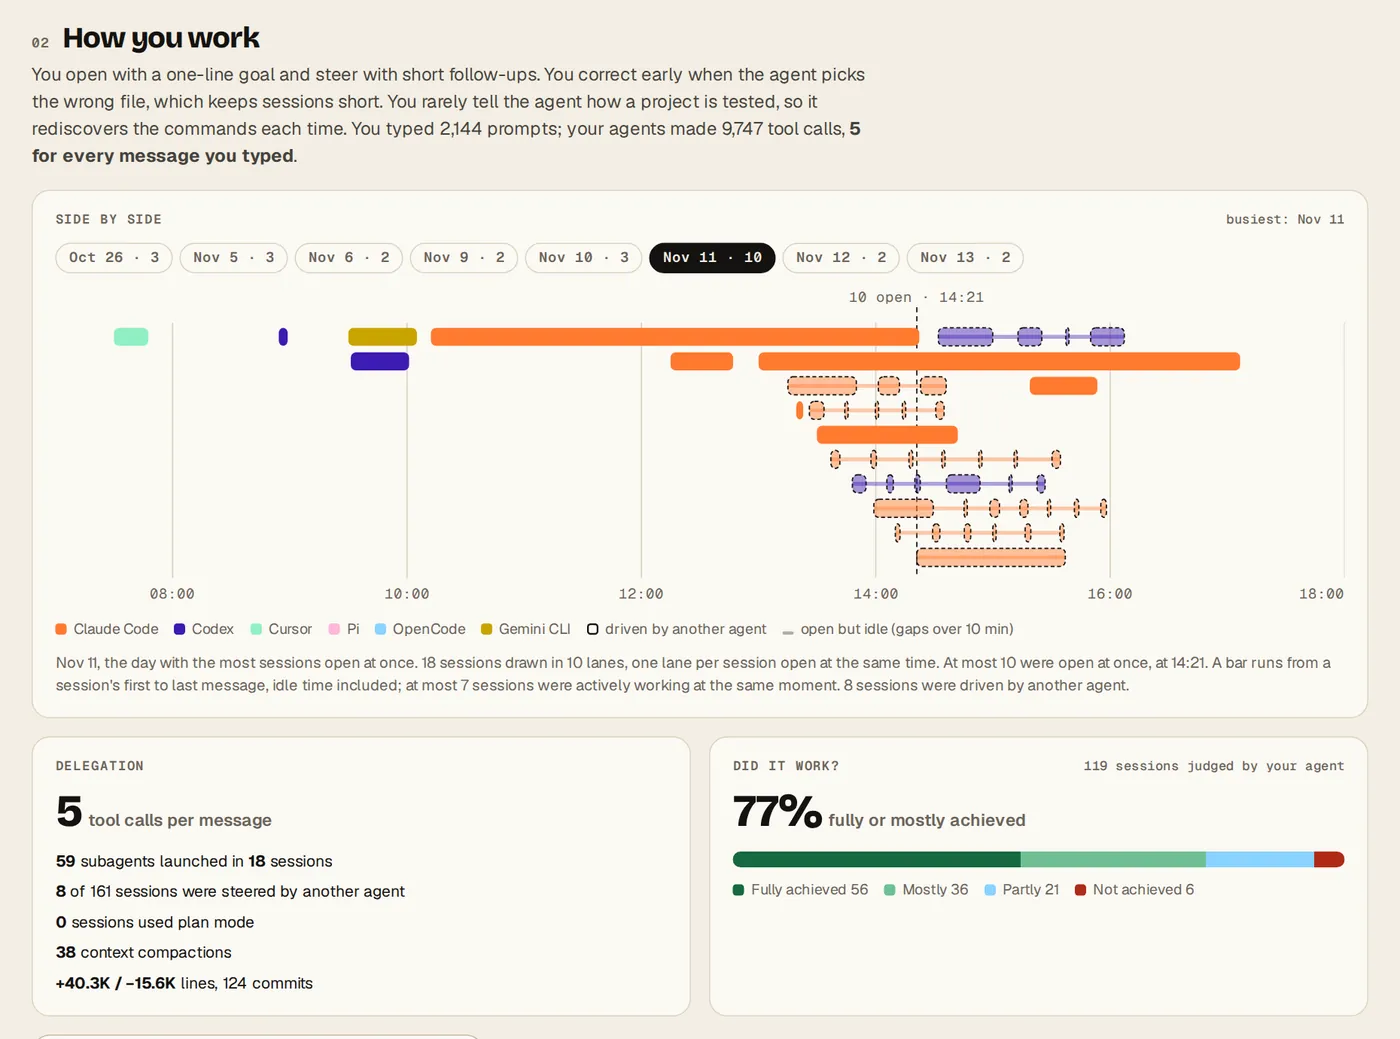 02 How you work
You open with a one-line goal and steer with short follow-ups. You correct early when the agent picks
the wrong file, which keeps sessions short. You rarely tell the agent how a project is tested, so it
rediscovers the commands each time. You typed 2,144 prompts; your agents made 9,747 tool calls, 5
for every message you typed.
SIDE BY SIDE
busiest: Nov 11
Oct 26 · 3
Nov 5 · 3
Nov 6 · 2
Nov 9 · 2
Nov 10 · 3
Nov 11 · 10
Nov 12 · 2
Nov 13 · 2
10 open · 14:21
08:00
10:00
12:00
14:00
16:00
18:00
Claude Code
Codex
Cursor
Pi
OpenCode
Gemini CLI
driven by another agent
open but idle (gaps over 10 min)
Nov 11, the day with the most sessions open at once. 18 sessions drawn in 10 lanes, one lane per session open at the same time. At most 10 were open at once, at 14:21. A bar runs from a
session's first to last message, idle time included; at most 7 sessions were actively working at the same moment. 8 sessions were driven by another agent.
DELEGATION
5 tool calls per message
59 subagents launched in 18 sessions
8 of 161 sessions were steered by another agent
0 sessions used plan mode
38 context compactions
+40.3K / −15.6K lines, 124 commits
DID IT WORK?
119 sessions judged by your agent
77% fully or mostly achieved
Fully achieved 56
Mostly 36
Partly 21
Not achieved 6